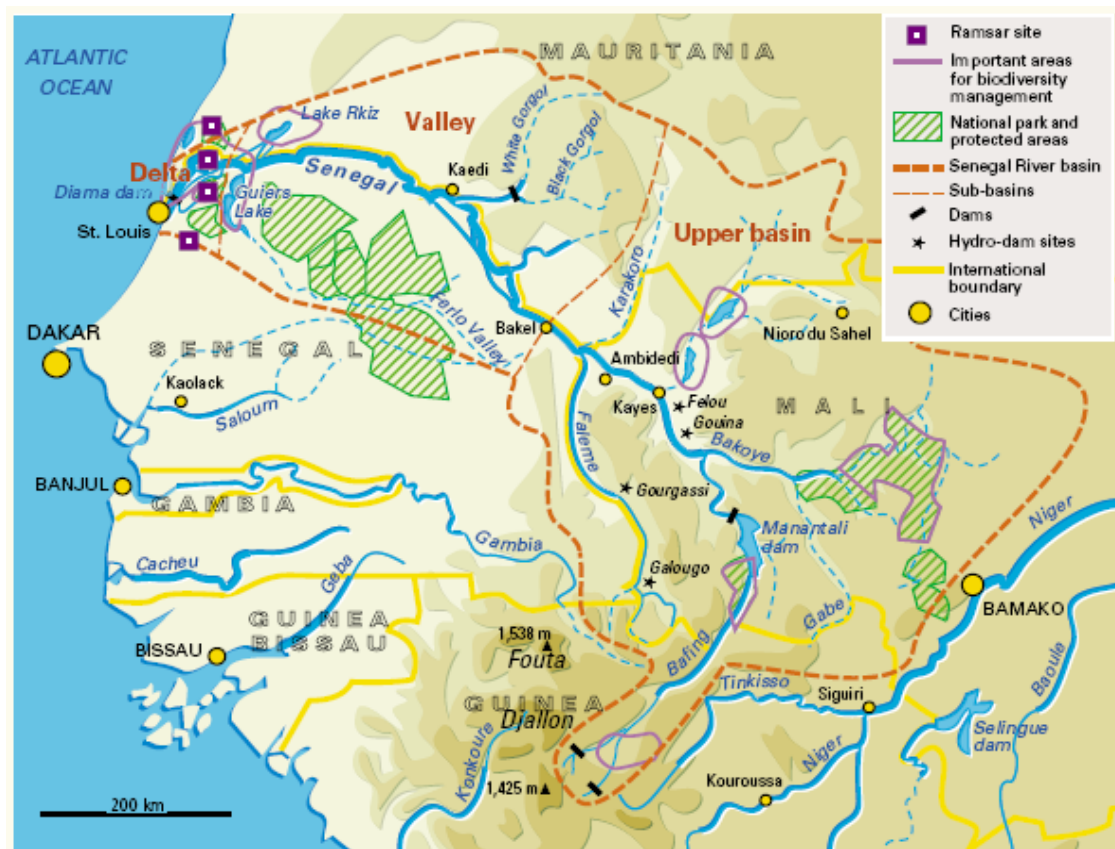 ATLANTIC
OCEAN
MAURITANIA
Ramsar site
Important areas
for biodiversity
management
National park and
protected areas
Senegal River basin
Sub-basins
Dams
Hydro-dam sites
International
boundary
Cities
Lake Rkiz
Valley
White Gorgol
Black Gorgol
Delta
Senegal
Kaedi
Diama dam
Guiers
Lake
St. Louis
Upper basin
Karakoro
Ferlo Valley
Bakel
Nioro du Sahel
DAKAR
SENEGAL
Ambidedi
Kaolack
Saloum
Kayes
Felou
Gouina
MALI
Faleme
Bakoye
BANJUL
GAMBIA
Gourgassi
Manantali
dam
Niger
Gambia
Cacheu
Geba
Galougo
BAMAKO
GUINEA
BISSAU
Gabe
BISSAU
1,538 m
Fouta
Bafing
Tinkisso
Baoule
GUINEA
Djallon
Siguiri
Selingue
dam
Konkoure
Niger
1,425 m
Kouroussa
200 km